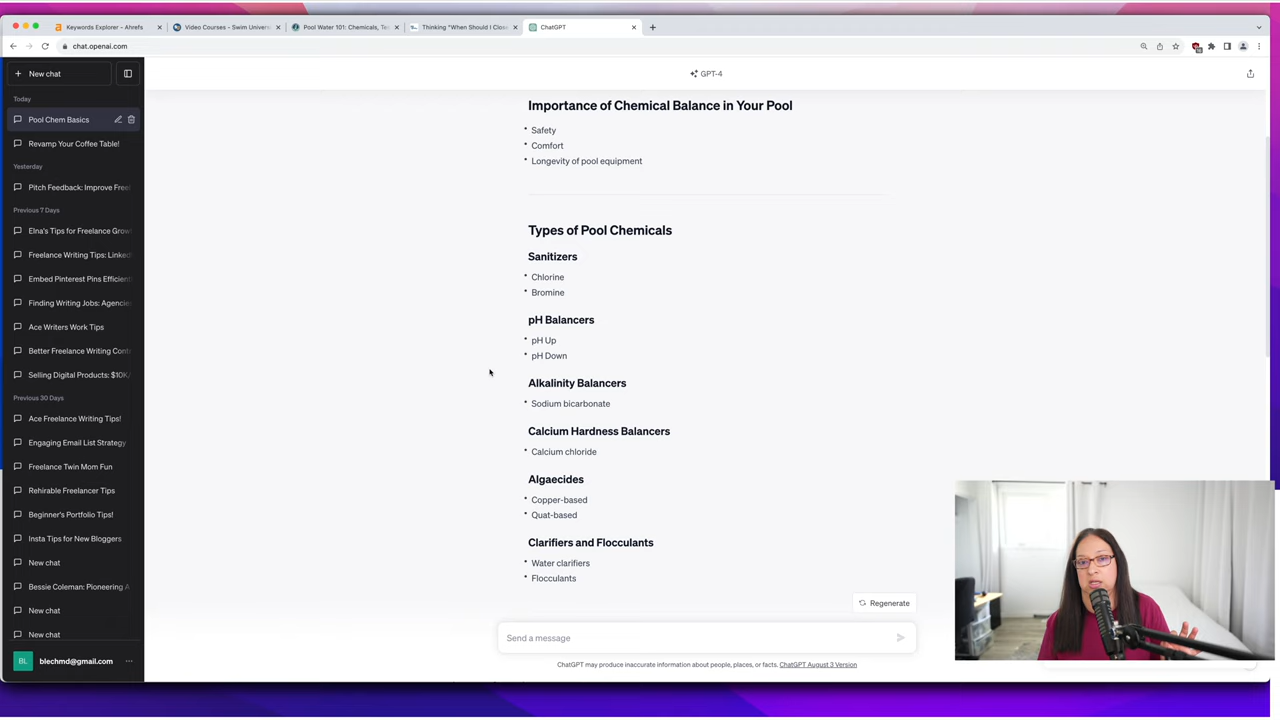 Keywords Explorer - Ahrefs
Video Courses – Swim Univers
Pool Water 101: Chemicals, Te
Thinking "When Should I Close
ChatGPT
chat.openai.com
New chat
GPT-4
Today
Pool Chem Basics
Revamp Your Coffee Table!
Yesterday
Pitch Feedback: Improve Free
Previous 7 Days
Elna's Tips for Freelance Grow
Freelance Writing Tips: Linked
Embed Pinterest Pins Efficient
Finding Writing Jobs: Agencie
Ace Writers Work Tips
Better Freelance Writing Cont
Selling Digital Products: $10K/
Previous 30 Days
Ace Freelance Writing Tips!
Engaging Email List Strategy
Freelance Twin Mom Fun
Rehirable Freelancer Tips
Beginner's Portfolio Tips!
Insta Tips for New Bloggers
New chat
Bessie Coleman: Pioneering A
New chat
New chat
BL
blechmd@gmail.com
Importance of Chemical Balance in Your Pool
Safety
Comfort
Longevity of pool equipment
Types of Pool Chemicals
Sanitizers
Chlorine
Bromine
pH Balancers
pH Up
pH Down
Alkalinity Balancers
Sodium bicarbonate
Calcium Hardness Balancers
Calcium chloride
Algaecides
Copper-based
Quat-based
Clarifiers and Flocculants
Water clarifiers
Flocculants
Regenerate
Send a message
ChatGPT may produce inaccurate information about people, places, or facts. ChatGPT August 3 Version